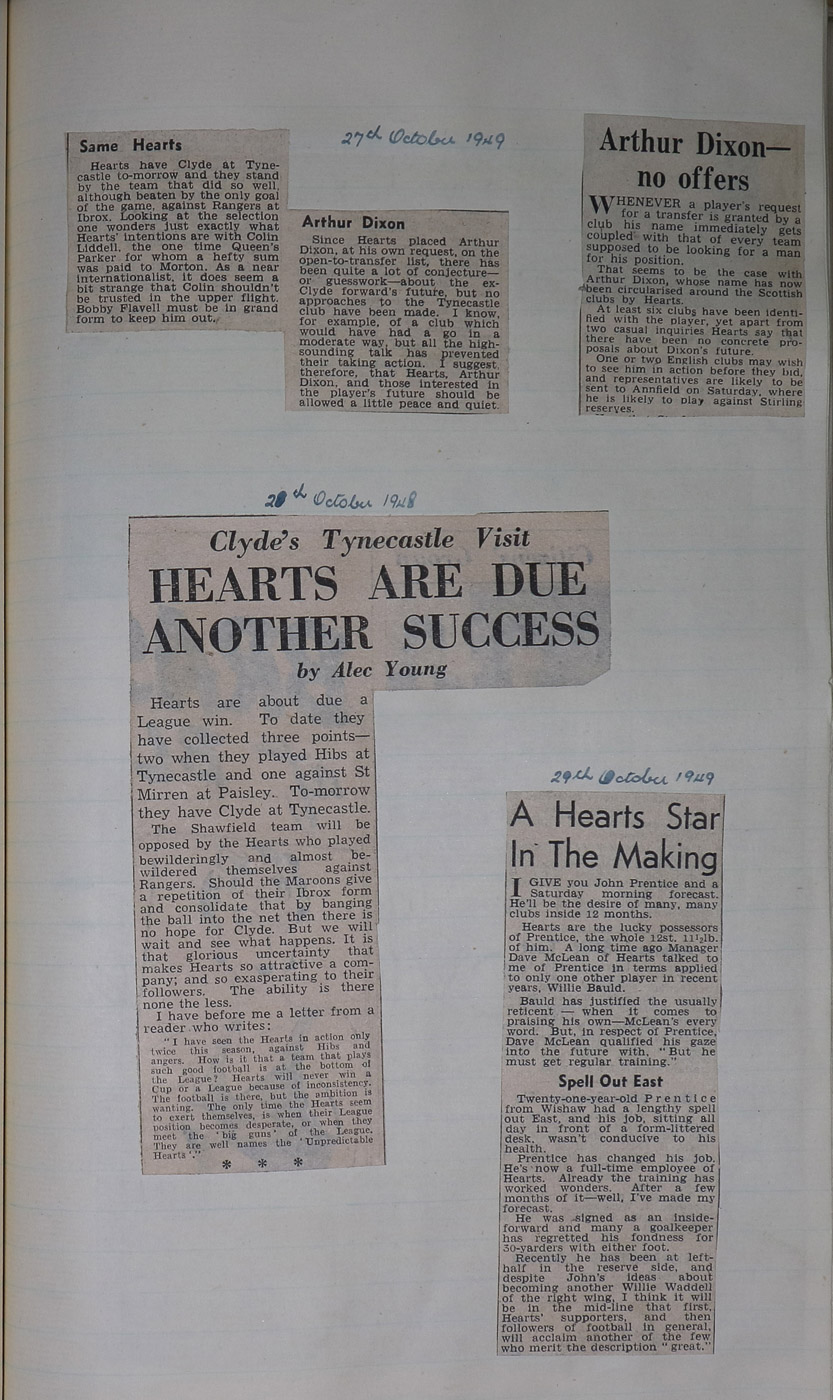 27th October 1949
Same Hearts
Hearts have Clyde at Tyne-
castle to-morrow and they stand
by the team that did so well,
although beaten by the only goal
of the game, against Rangers at
Ibrox. Looking at the selection
one wonders just exactly what
Hearts' intentions are with Colin
Liddell, the one time Queen's
Parker for whom a hefty sum
was paid to Morton. As a near
internationalist, it does seem a
bit strange that Colin shouldn't
be trusted in the upper flight.
Bobby Flavell must be in grand
form to keep him out.
Arthur Dixon
Since Hearts placed Arthur
Dixon, at his own request, on the
open-to-transfer list, there has
been quite a lot of conjecture—
or guesswork—about the ex-
Clyde forward's future, but no
approaches to the Tynecastle
club have been made. I know,
for example, of a club which
would have had a go in a
moderate way, but all the high-
sounding talk has prevented
their taking action. I suggest,
therefore, that Hearts, Arthur
Dixon, and those interested in
the player's future should be
allowed a little peace and quiet.
Arthur Dixon—
no offers
WHENEVER a player's request
for a transfer is granted by a
club his name immediately gets
coupled with that of every team
supposed to be looking for a man
for his position.
That seems to be the case with
Arthur Dixon, whose name has now
been circularised around the Scottish
clubs by Hearts.
At least six clubs have been identi-
fied with the player, yet apart from
two casual inquiries Hearts say that
there have been no concrete pro-
posals about Dixon's future.
One or two English clubs may wish
to see him in action before they bid,
and representatives are likely to be
sent to Annfield on Saturday, where
he is likely to play against Stirling
reserves.
28th October 1948
Clyde's Tynecastle Visit
HEARTS ARE DUE
ANOTHER SUCCESS
by Alec Young
Hearts are about due a
League win. To date they
have collected three points—
two when they played Hibs at
Tynecastle and one against St
Mirren at Paisley. To-morrow
they have Clyde at Tynecastle.
The Shawfield team will be
opposed by the Hearts who played
bewilderingly and almost be-
wildered themselves against
Rangers. Should the Maroons give
a repetition of their Ibrox form
and consolidate that by banging
the ball into the net then there is
no hope for Clyde. But we will
wait and see what happens. It is
that glorious uncertainty that
makes Hearts so attractive a com-
pany; and so exasperating to their
followers. The ability is there
none the less.
I have before me a letter from a
reader who writes:
"I have seen the Hearts in action only
twice this season, against Hibs and
angers. How is it that a team that plays
such good football is at the bottom of
the League? Hearts will never win a
Cup or a League because of inconsistency.
The football is there, but the ambition is
wanting. The only time the Hearts seem
to exert themselves, is when their League
position becomes desperate, or when they
meet the 'big guns' of the League.
They are well names the 'Unpredictable
Hearts'."
* * *
29th October 1949
A Hearts Star
In The Making
I GIVE you John Prentice and a
Saturday morning forecast.
He'll be the desire of many, many
clubs inside 12 months.
Hearts are the lucky possessors
of Prentice, the whole 12st. 11½lb.
of him. A long time ago Manager
Dave McLean of Hearts talked to
me of Prentice in terms applied
to only one other player in recent
years, Willie Bauld.
Bauld has justified the usually
reticent — when it comes to
praising his own—McLean's every
word. But, in respect of Prentice,
Dave McLean qualified his gaze
into the future with, "But he
must get regular training."
Spell Out East
Twenty-one-year-old Prentice
from Wishaw had a lengthy spell
out East, and his job, sitting all
day in front of a form-littered
desk, wasn't conducive to his
health.
Prentice has changed his job.
He's now a full-time employee of
Hearts. Already the training has
worked wonders. After a few
months of it—well, I've made my
forecast.
He was signed as an inside-
forward and many a goalkeeper
has regretted his fondness for
30-yarders with either foot.
Recently he has been at left-
half in the reserve side, and
despite John's ideas about
becoming another Willie Waddell
of the right wing, I think it will
be in the mid-line that first,
Hearts' supporters, and then
followers of football in general,
will acclaim another of the few
who merit the description "great."